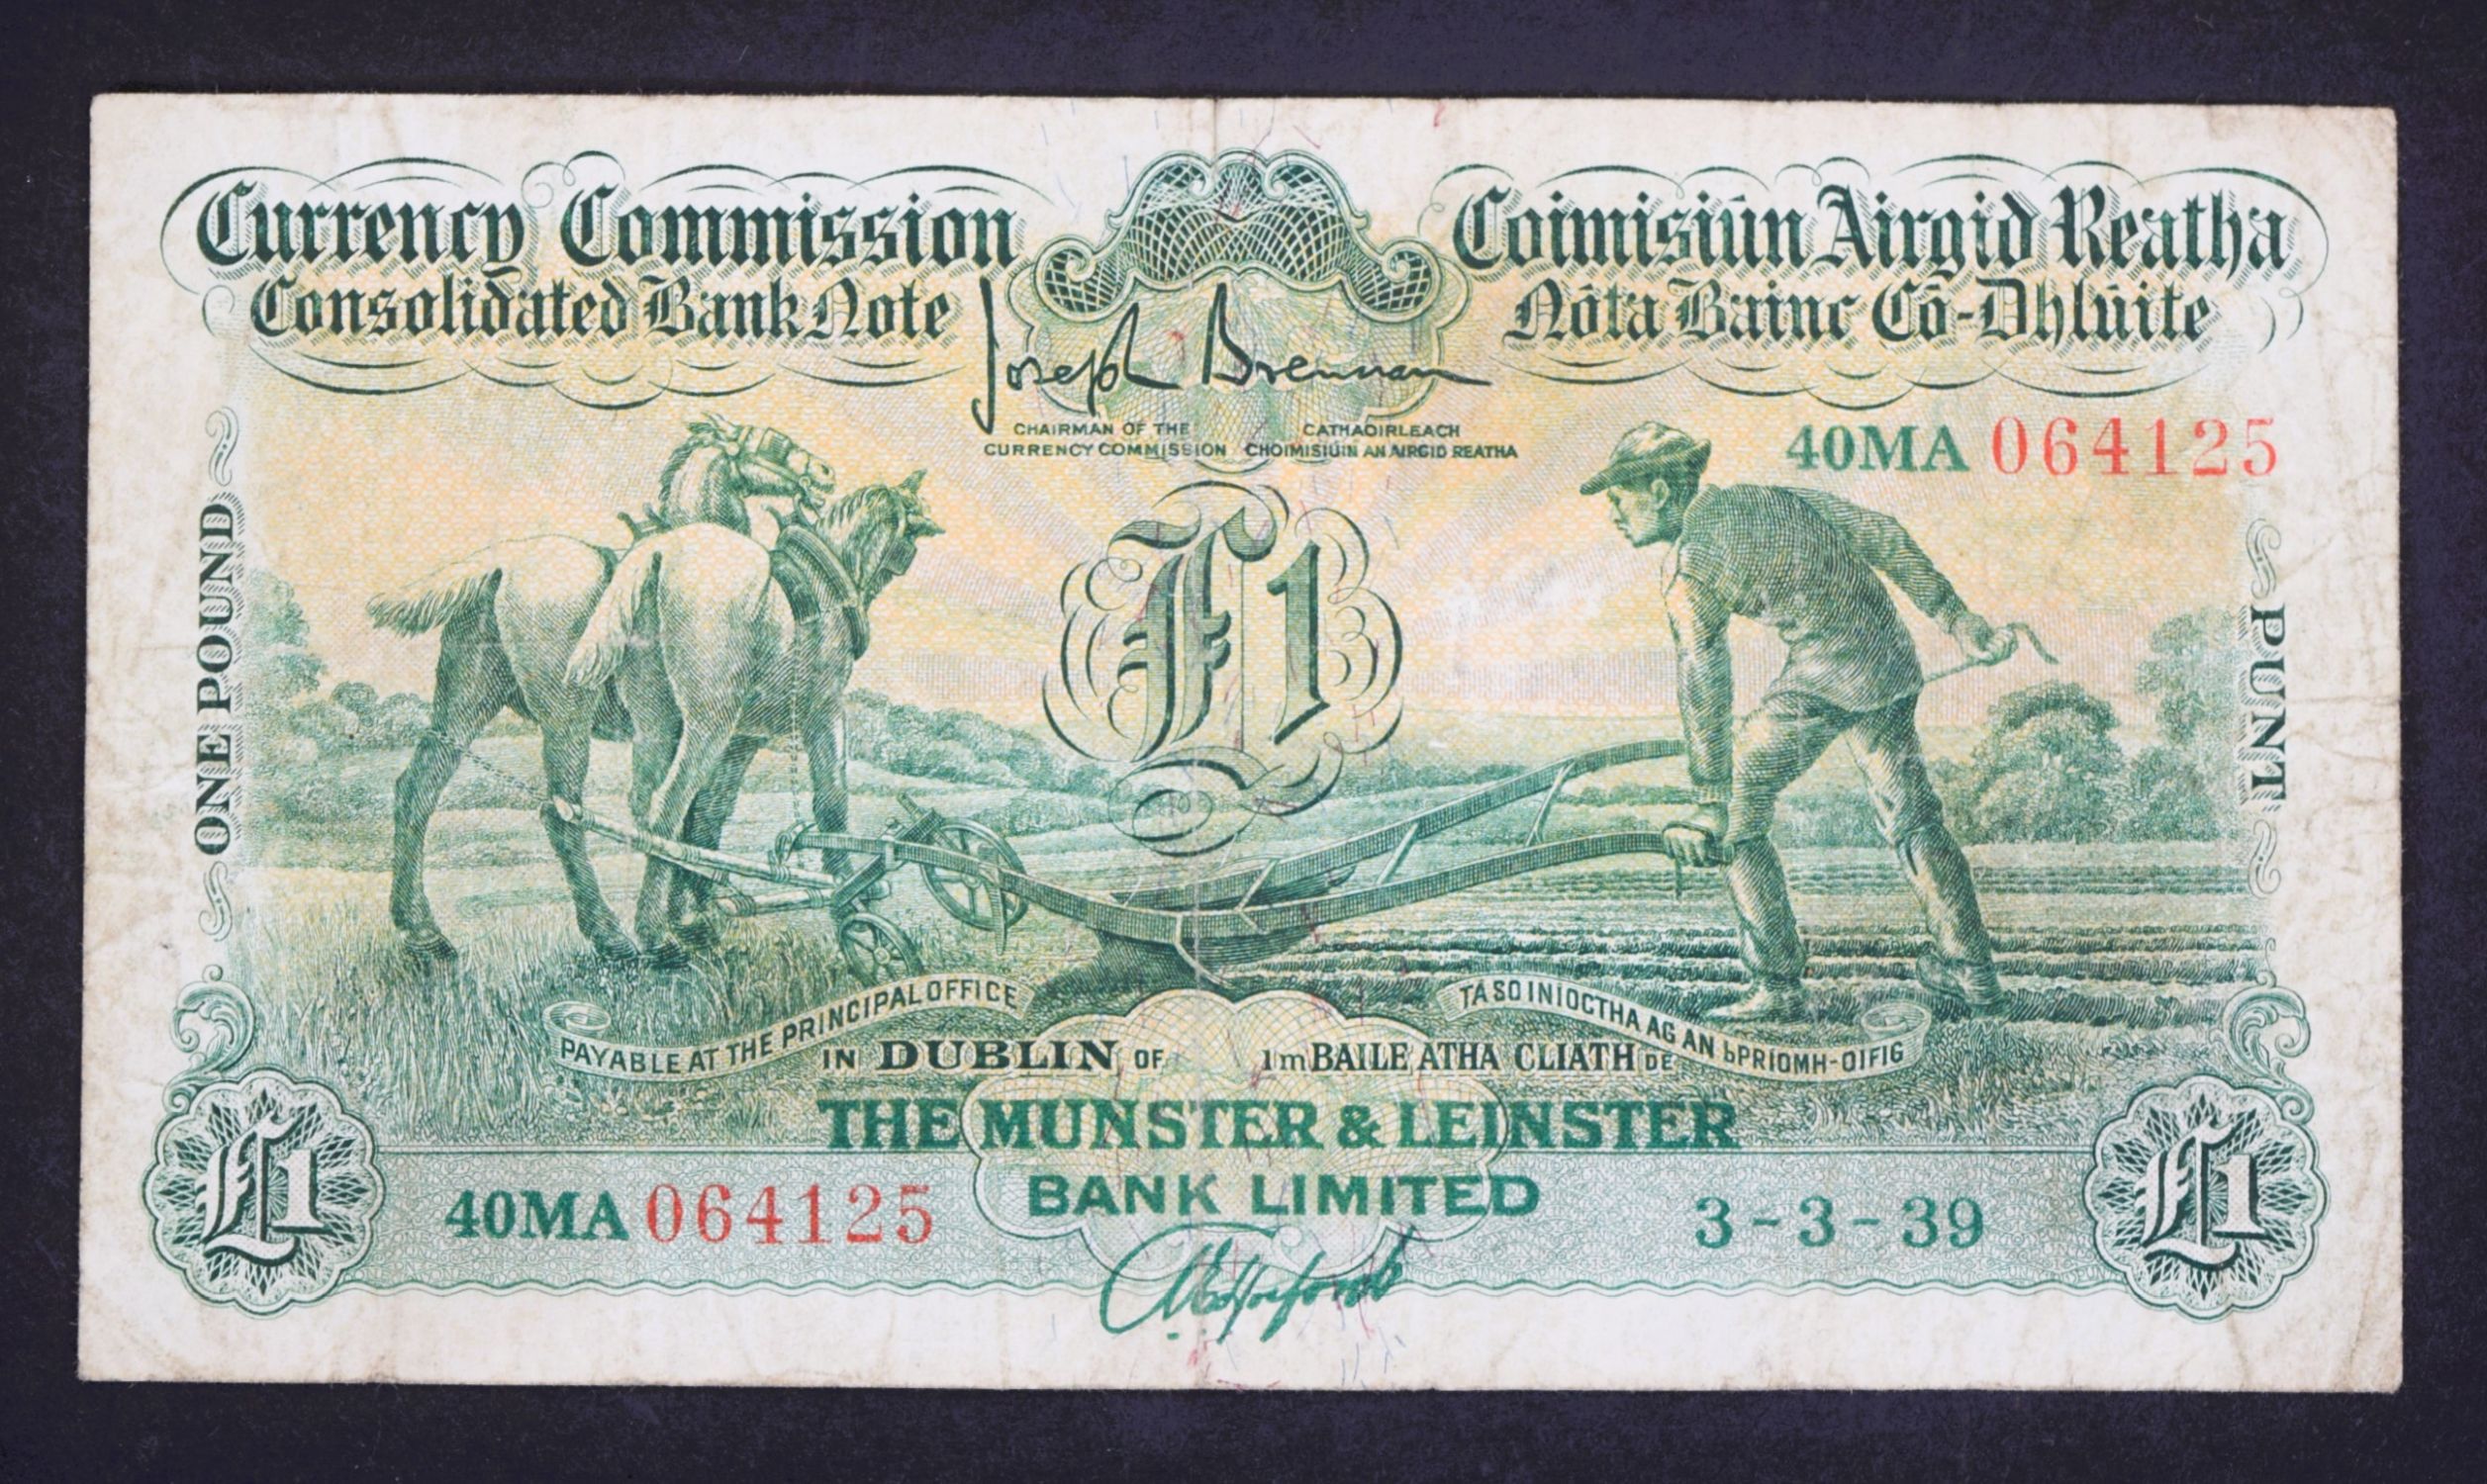 Currency Commission
Consolidated Bank Note
Coimisiún Airgid Reatha
Nóta Bainc Có-Dhlúite
Joseph Brennan
CHAIRMAN OF THE
CURRENCY COMMISSION
CATHAOIRLEACH
CHOIMISIÚIN AN AIRGID REATHA
40MA 064125
ONE POUND
£1
PUNT
PAYABLE AT THE PRINCIPAL OFFICE
IN DUBLIN OF
TA SO INIOCTHA AG AN bPRÍOMH-OIFIG
ImBAILE ATHA CLIATH DE
THE MUNSTER & LEINSTER
BANK LIMITED
£1
40MA 064125
3-3-39
£1